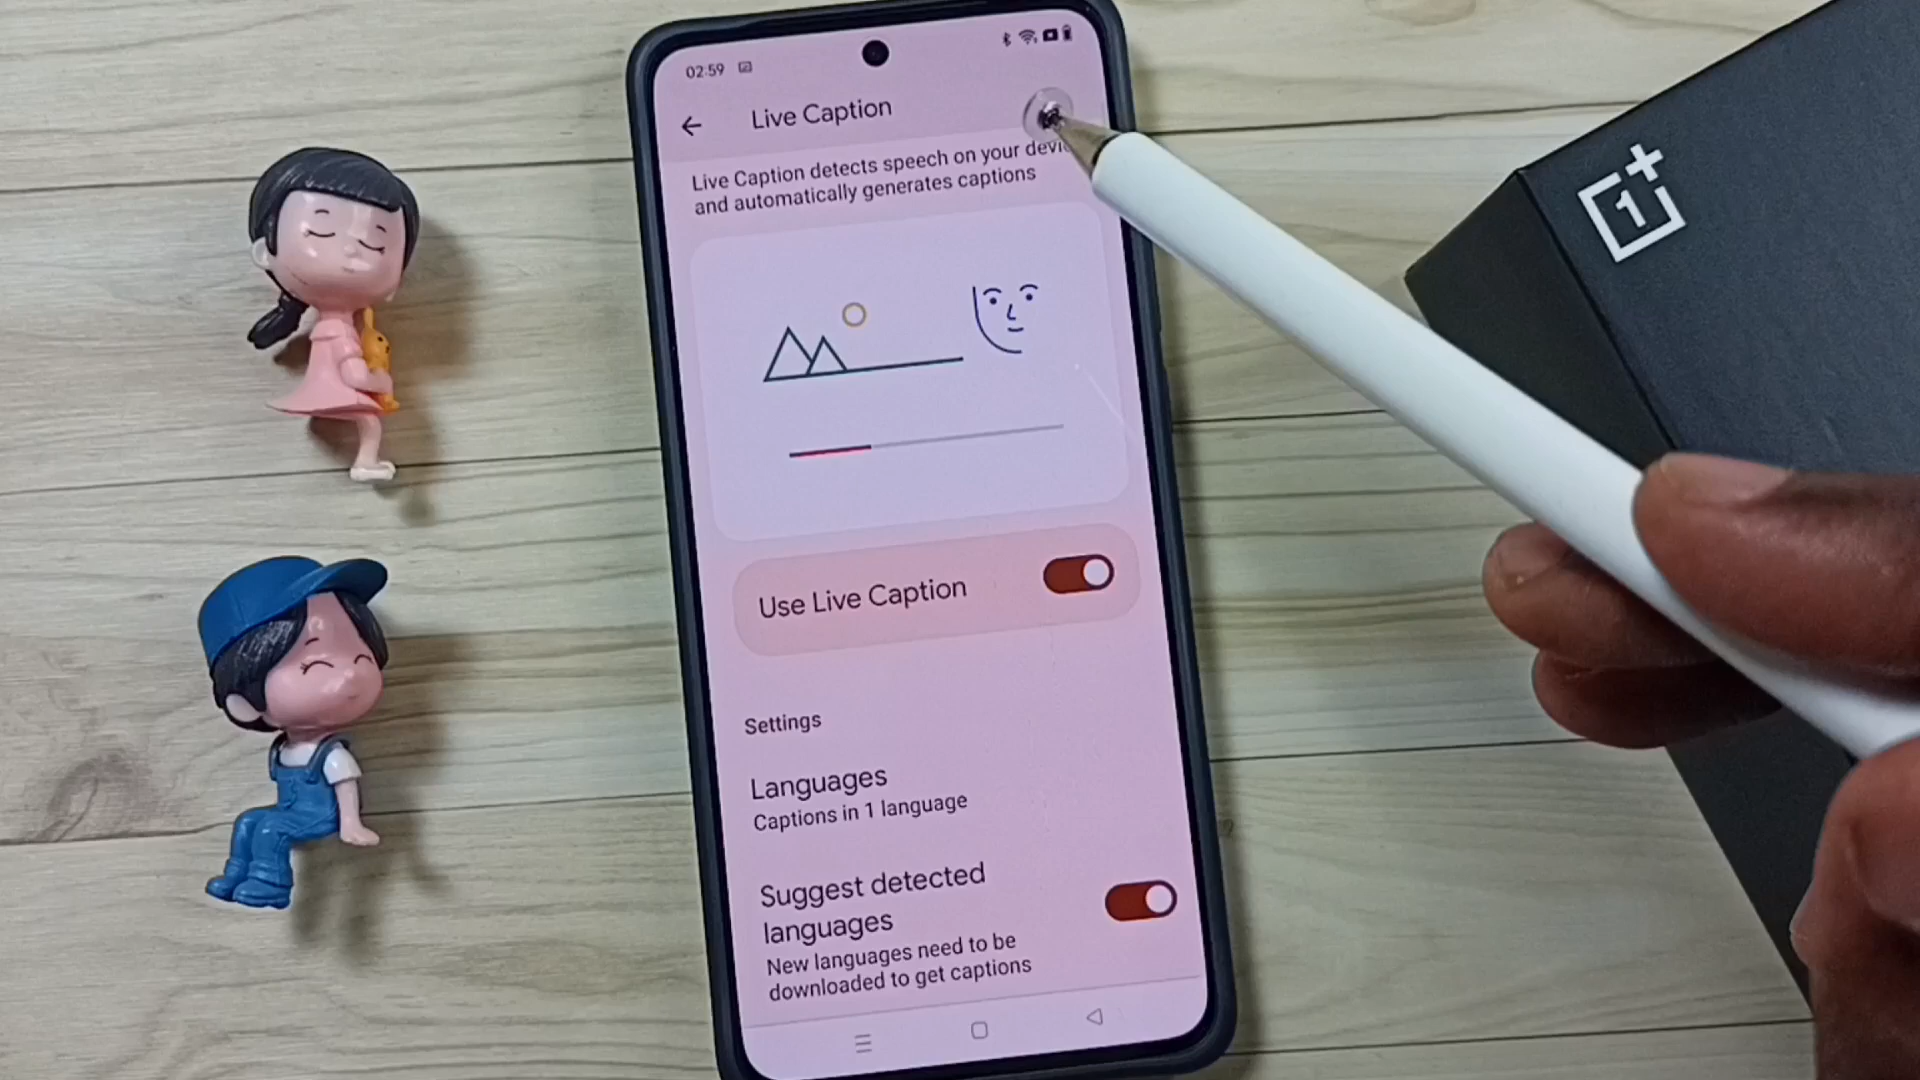 02:59
Live Caption
Live Caption detects speech on your
and automatically generates captions
Use Live Caption
Settings
Languages
Captions in 1 language
Suggest detected
languages
New languages need to be
downloaded to get captions
1+